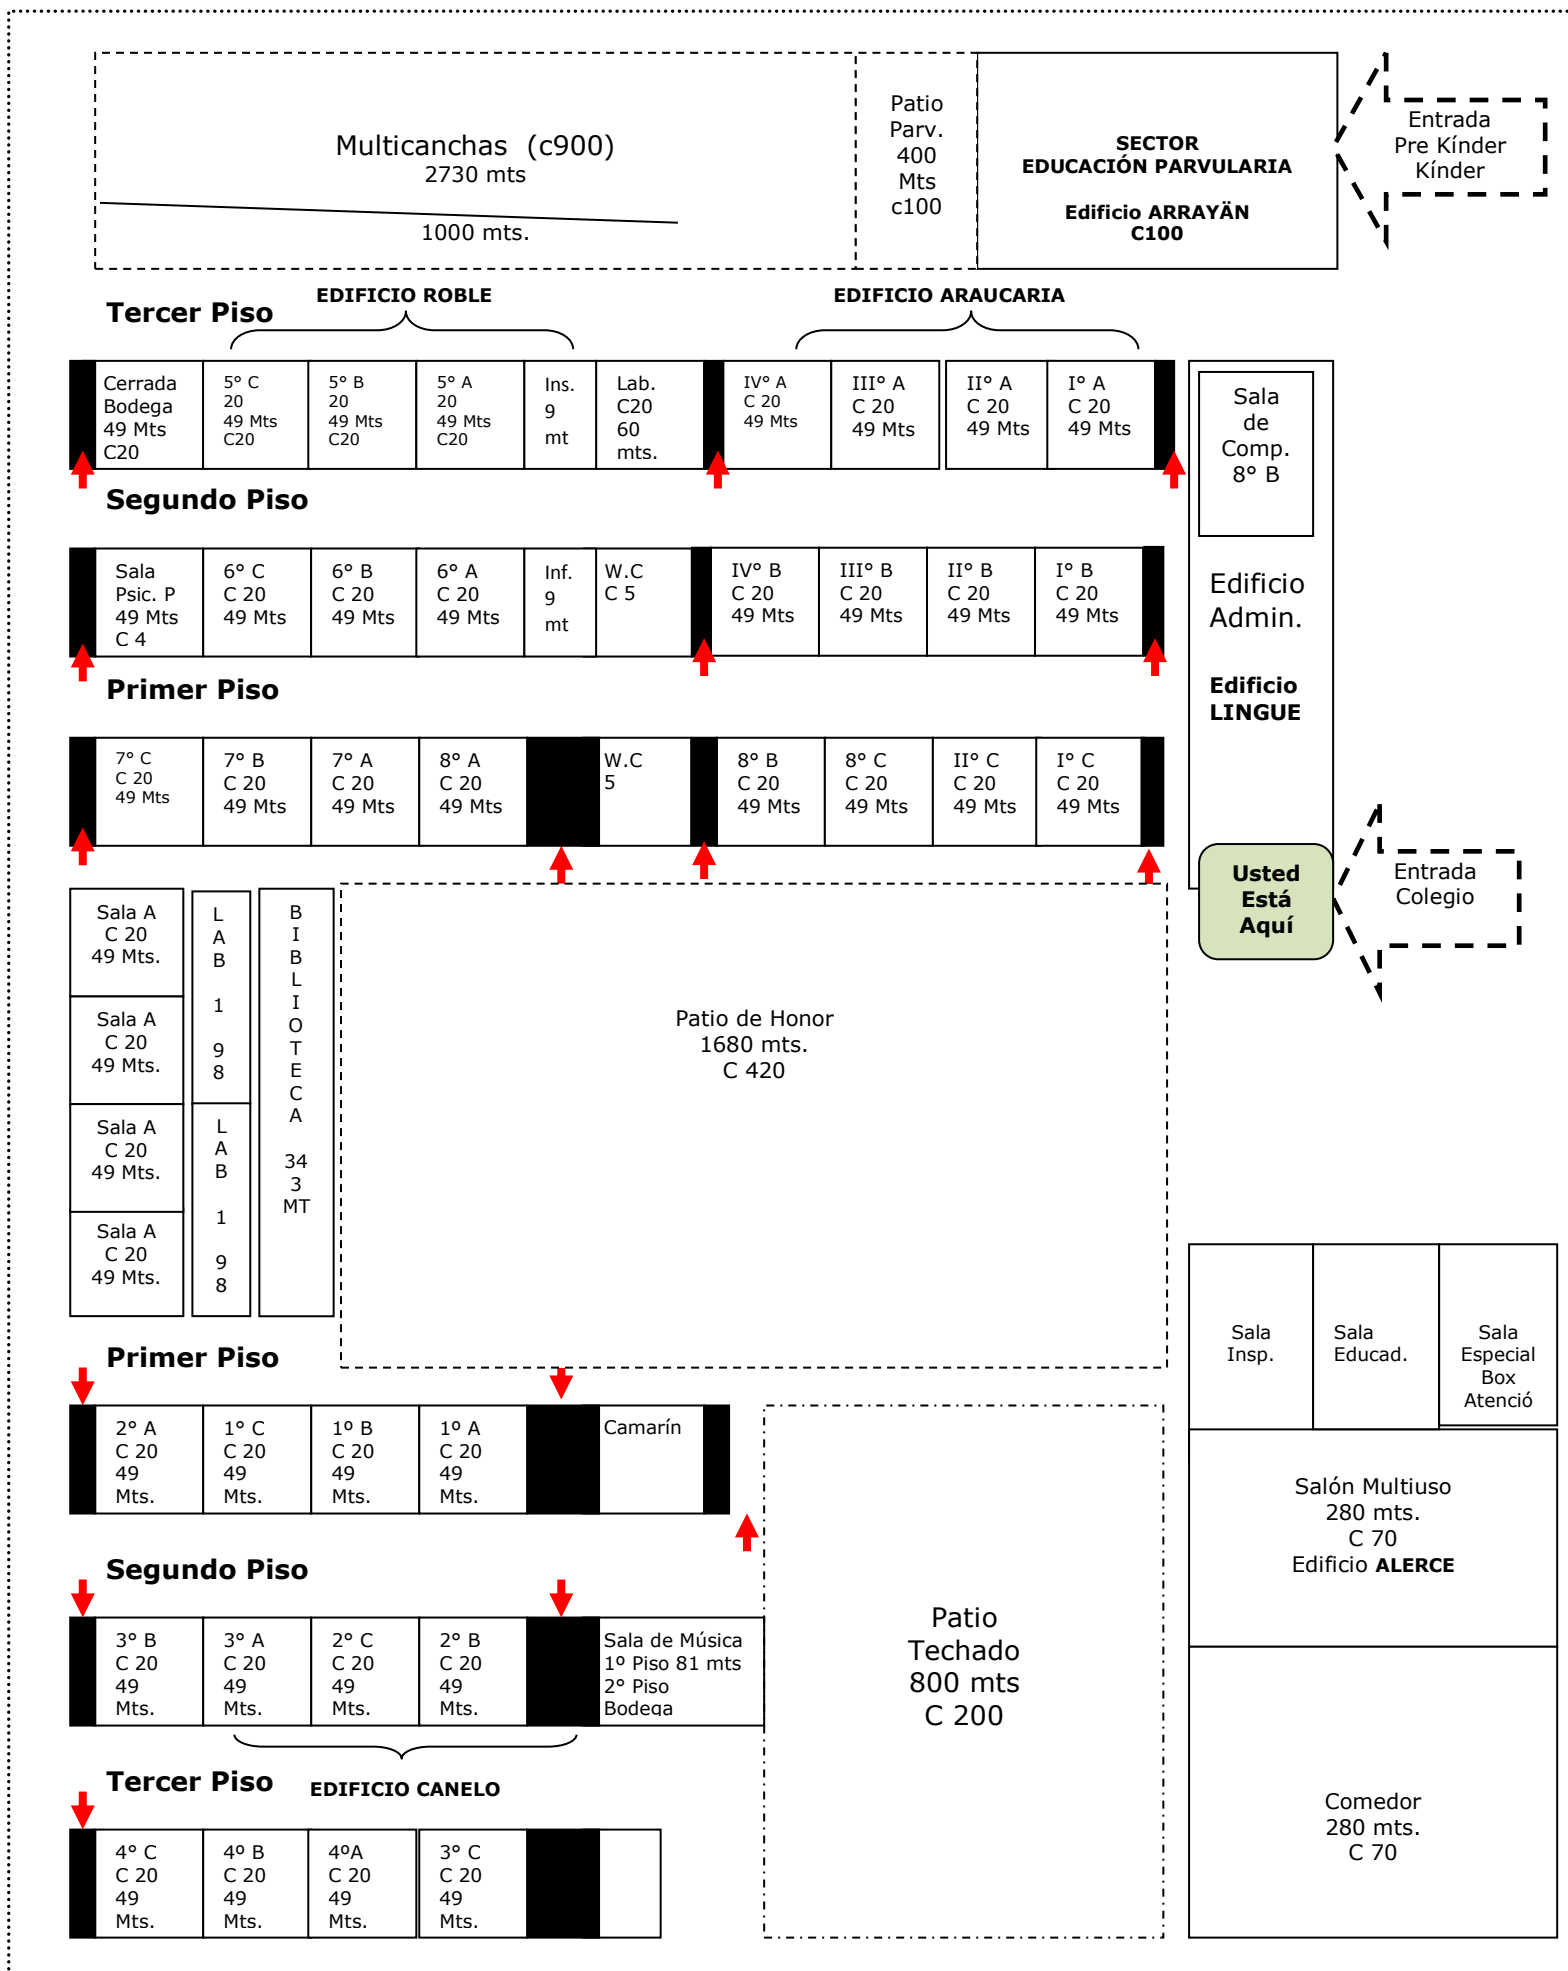 Multicanchas (c900)
2730 mts
1000 mts.
Patio
Parv.
400
Mts
c100
SECTOR
EDUCACIÓN PARVULARIA
Edificio ARRAYÄN
C100
Entrada
Pre Kínder
Kínder
Tercer Piso
EDIFICIO ROBLE
EDIFICIO ARAUCARIA
Cerrada
Bodega
49 Mts
C20
5° C
20
49 Mts
C20
5° B
20
49 Mts
C20
5° A
20
49 Mts
C20
Ins.
9
mt
Lab.
C20
60
mts.
IV° A
C 20
49 Mts
III° A
C 20
49 Mts
II° A
C 20
49 Mts
I° A
C 20
49 Mts
Sala
de
Comp.
8° B
Segundo Piso
Sala
Psic. P
49 Mts
C 4
6° C
C 20
49 Mts
6° B
C 20
49 Mts
6° A
C 20
49 Mts
Inf.
9
mt
W.C
C 5
IV° B
C 20
49 Mts
III° B
C 20
49 Mts
II° B
C 20
49 Mts
I° B
C 20
49 Mts
Edificio
Admin.
Edificio
LINGUE
Primer Piso
7° C
C 20
49 Mts
7° B
C 20
49 Mts
7° A
C 20
49 Mts
8° A
C 20
49 Mts
W.C
5
8° B
C 20
49 Mts
8° C
C 20
49 Mts
II° C
C 20
49 Mts
I° C
C 20
49 Mts
Usted
Está
Aquí
Entrada
Colegio
Sala A
C 20
49 Mts.
Sala A
C 20
49 Mts.
Sala A
C 20
49 Mts.
Sala A
C 20
49 Mts.
L
A
B
1
9
8
L
A
B
1
9
8
B
I
B
L
I
O
T
E
C
A
34
3
MT
Patio de Honor
1680 mts.
C 420
Sala
Insp.
Sala
Educad.
Sala
Especial
Box
Atenció
Primer Piso
2° A
C 20
49
Mts.
1° C
C 20
49
Mts.
1º B
C 20
49
Mts.
1º A
C 20
49
Mts.
Camarín
Salón Multiuso
280 mts.
C 70
Edificio ALERCE
Segundo Piso
3° B
C 20
49
Mts.
3° A
C 20
49
Mts.
2° C
C 20
49
Mts.
2° B
C 20
49
Mts.
Sala de Música
1º Piso 81 mts
2° Piso
Bodega
Patio
Techado
800 mts
C 200
Tercer Piso
EDIFICIO CANELO
4° C
C 20
49
Mts.
4º B
C 20
49
Mts.
4ºA
C 20
49
Mts.
3° C
C 20
49
Mts.
Comedor
280 mts.
C 70